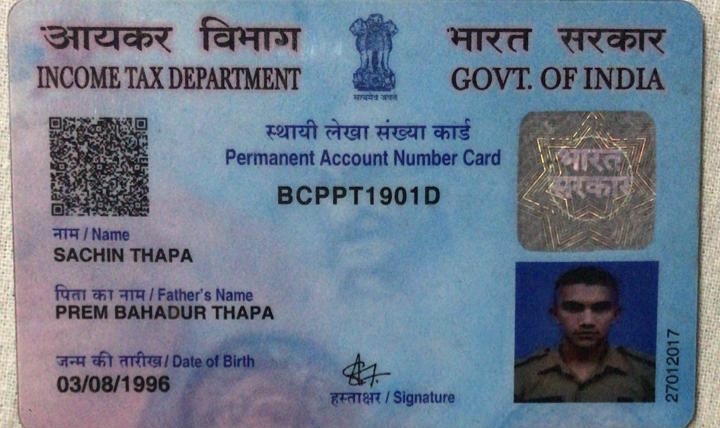 आयकर विभाग
भारत सरकार
INCOME TAX DEPARTMENT
GOVT. OF INDIA
सत्यमेव जयते
स्थायी लेखा संख्या कार्ड
Permanent Account Number Card
BCPPT1901D
भारत
सरकार
नाम / Name
SACHIN THAPA
पिता का नाम / Father's Name
PREM BAHADUR THAPA
जन्म की तारीख / Date of Birth
03/08/1996
हस्ताक्षर / Signature
27012017